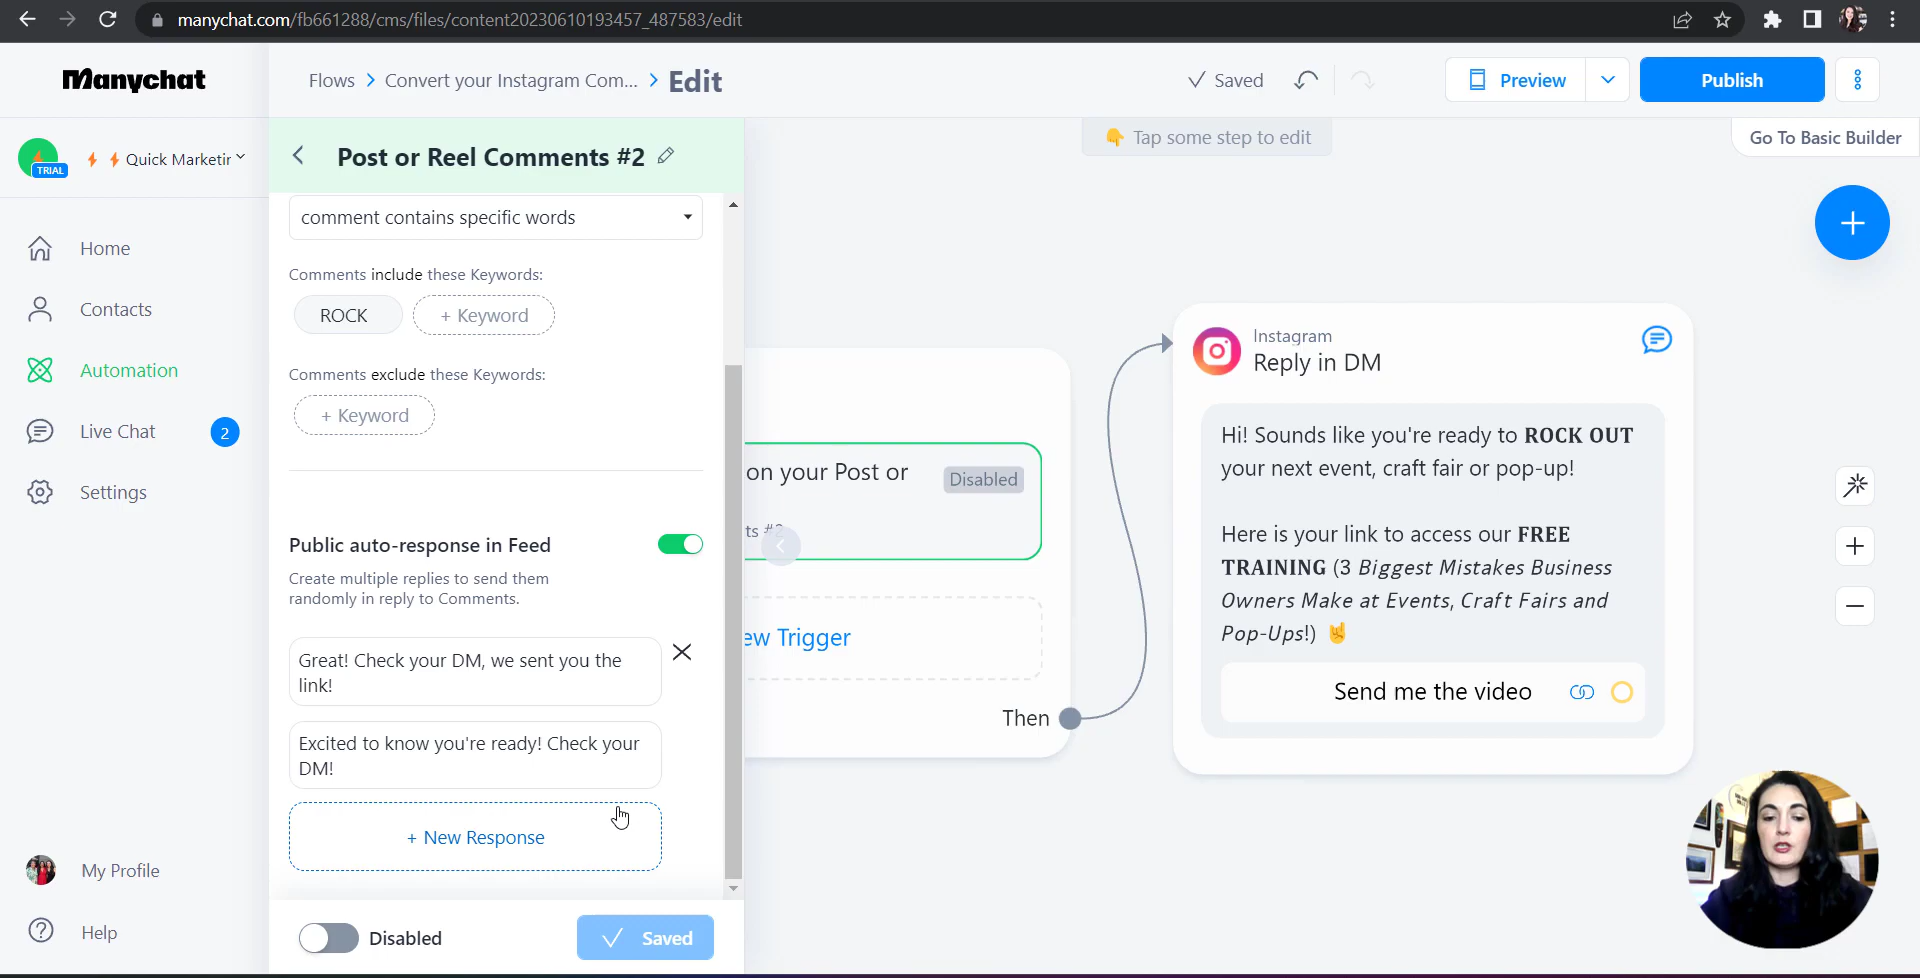 manychat.com/fb661288/cms/files/content20230610193457_487583/edit
Manychat
Flows > Convert your Instagram Com... > Edit
Saved
Preview
Publish
TRIAL
Quick Marketir
Home
Contacts
Automation
Live Chat
2
Settings
My Profile
Help
Post or Reel Comments #2
comment contains specific words
Comments include these Keywords:
ROCK
+ Keyword
Comments exclude these Keywords:
+ Keyword
Public auto-response in Feed
Create multiple replies to send them
randomly in reply to Comments.
Great! Check your DM, we sent you the
link!
Excited to know you're ready! Check your
DM!
+ New Response
Disabled
Saved
👇 Tap some step to edit
Go To Basic Builder
on your Post or
Disabled
ts #2
ew Trigger
Then
Instagram
Reply in DM
Hi! Sounds like you're ready to ROCK OUT
your next event, craft fair or pop-up!
Here is your link to access our FREE
TRAINING (3 Biggest Mistakes Business
Owners Make at Events, Craft Fairs and
Pop-Ups!) 🤘
Send me the video